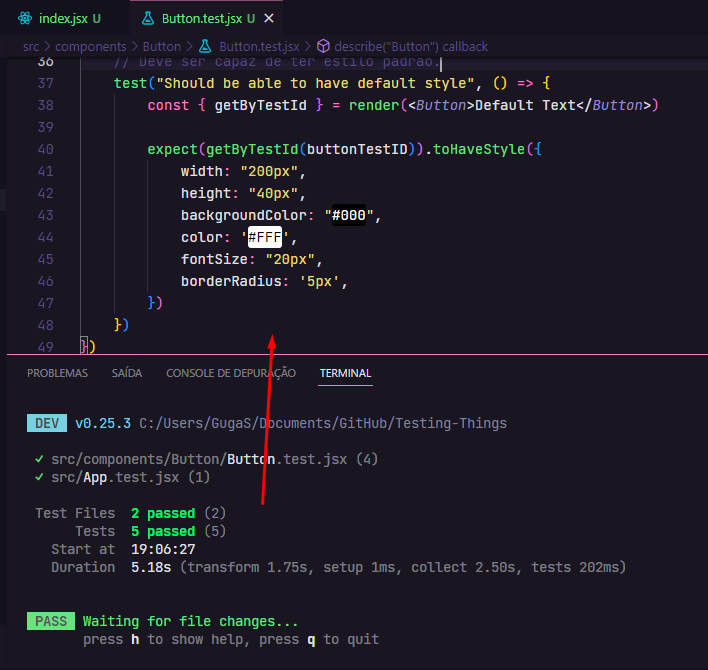 index.jsx U Button.test.jsx U ✕
src > components > Button > Button.test.jsx > describe("Button") callback
36 // Deve ser capaz de ter estilo padrão.
37 test("Should be able to have default style", () => {
38 const { getByTestId } = render(<Button>Default Text</Button>)
39
40 expect(getByTestId(buttonTestID)).toHaveStyle({
41 width: "200px",
42 height: "40px",
43 backgroundColor: "#000",
44 color: '#FFF',
45 fontSize: "20px",
46 borderRadius: '5px',
47 })
48 })
49 })
PROBLEMAS SAÍDA CONSOLE DE DEPURAÇÃO TERMINAL
DEV v0.25.3 C:/Users/GugaS/Documents/GitHub/Testing-Things
✓ src/components/Button/Button.test.jsx (4)
✓ src/App.test.jsx (1)
Test Files 2 passed (2)
Tests 5 passed (5)
Start at 19:06:27
Duration 5.18s (transform 1.75s, setup 1ms, collect 2.50s, tests 202ms)
PASS Waiting for file changes...
press h to show help, press q to quit